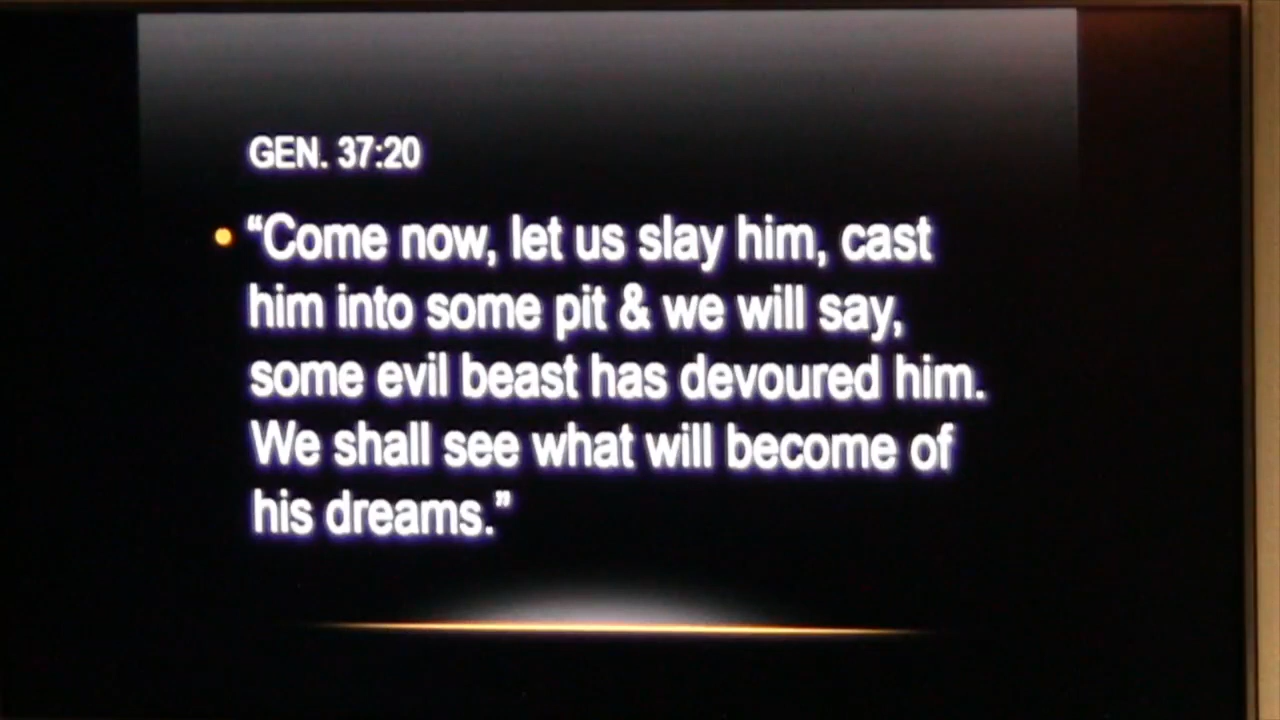 GEN. 37:20
“Come now, let us slay him, cast
him into some pit & we will say,
some evil beast has devoured him.
We shall see what will become of
his dreams.”